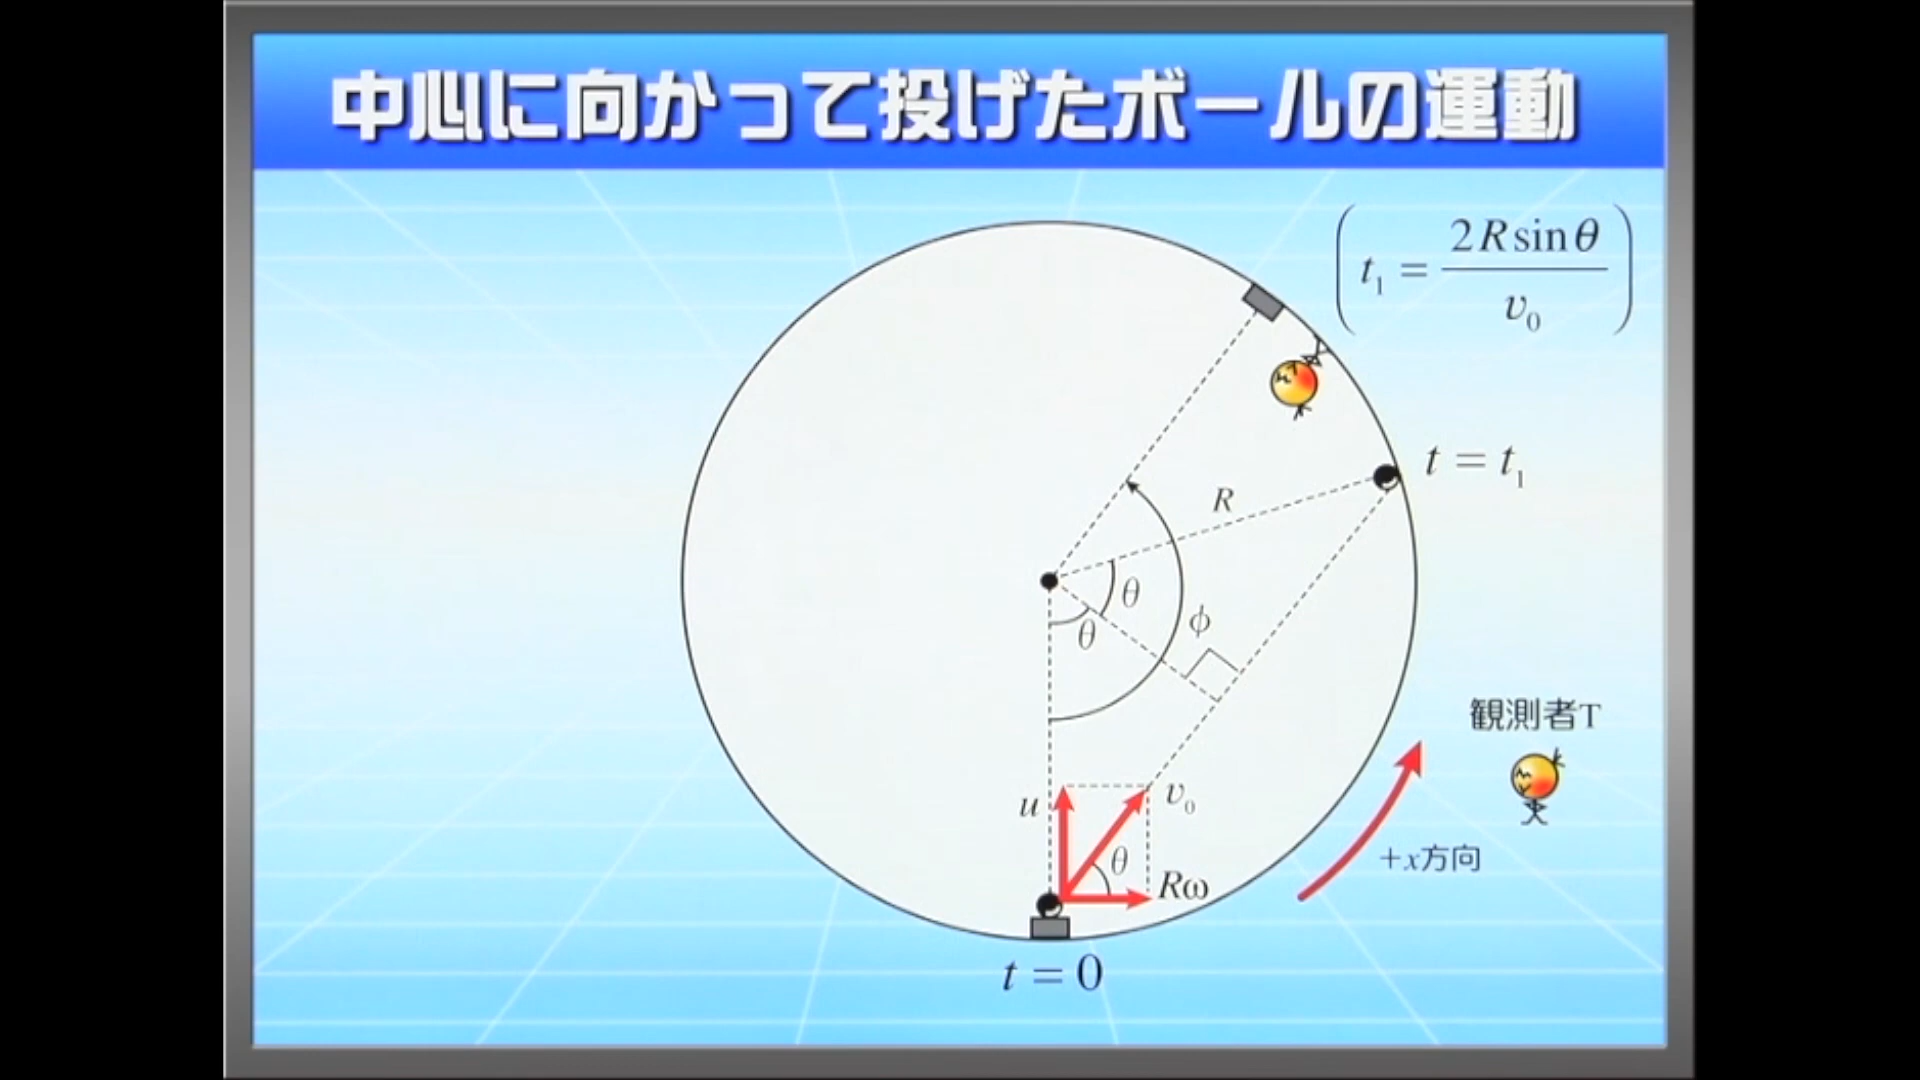 中心に向かって投げたボールの運動
( t₁ = 2R sin θ / v₀ )
t = t₁
R
θ
θ
ϕ
観測者T
u
v₀
θ
+x方向
Rω
t = 0